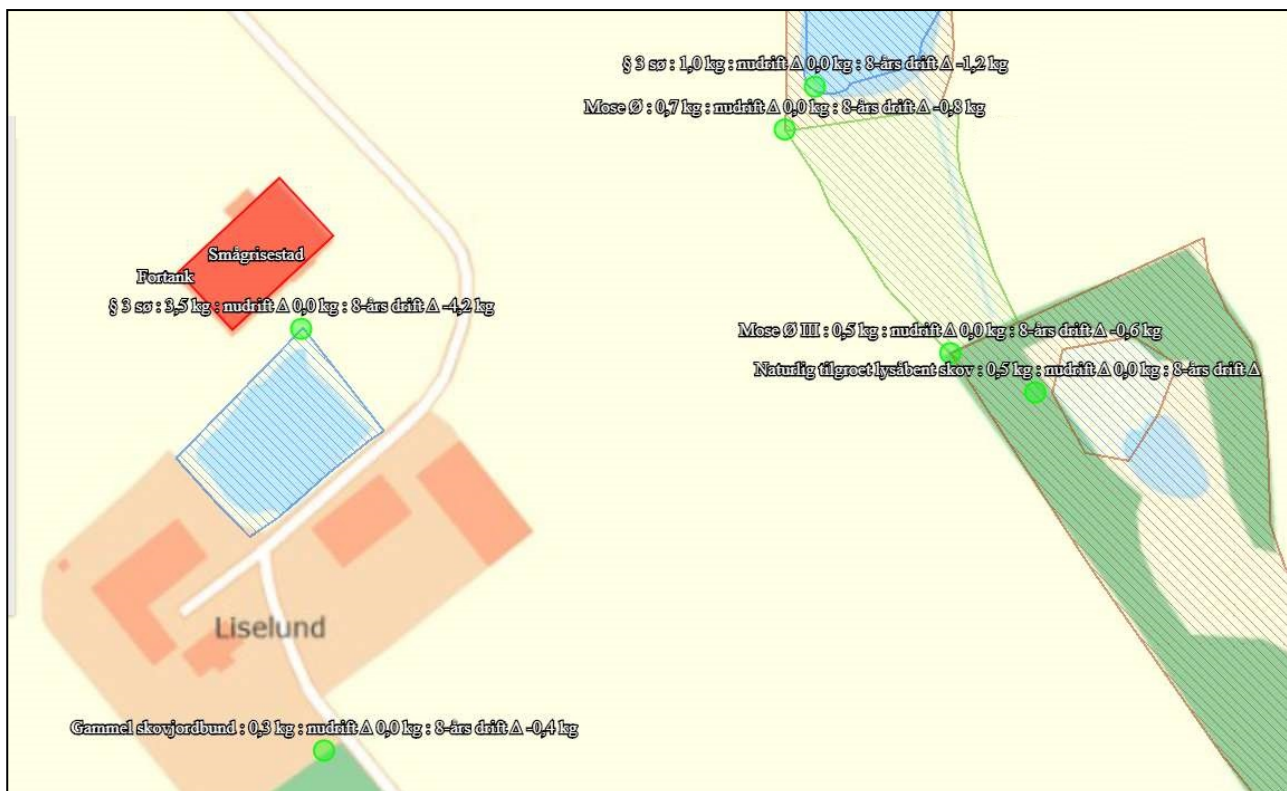 § 3 sø : 1,0 kg : nudrift Δ 0,0 kg : 8-års drift Δ -1,2 kg
Mose Ø : 0,7 kg : nudrift Δ 0,0 kg : 8-års drift Δ -0,8 kg
Smågrisestad
Fortank
§ 3 sø : 3,5 kg : nudrift Δ 0,0 kg : 8-års drift Δ -4,2 kg
Mose Ø III : 0,5 kg : nudrift Δ 0,0 kg : 8-års drift Δ -0,6 kg
Naturlig tilgroet lysåbent skov : 0,5 kg : nudrift Δ 0,0 kg : 8-års drift Δ
Liselund
Gammel skovjordbund : 0,3 kg : nudrift Δ 0,0 kg : 8-års drift Δ -0,4 kg